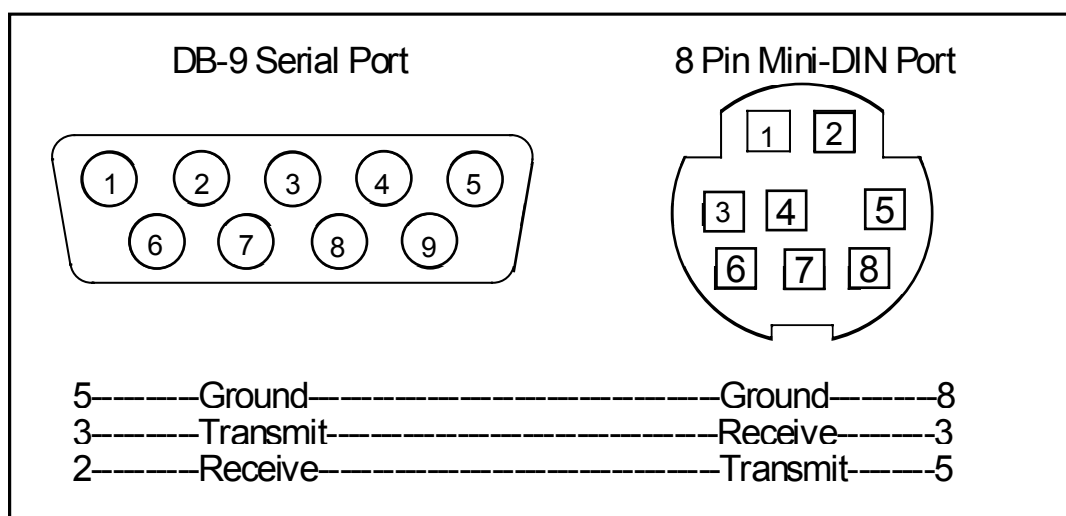 DB-9 Serial Port 8 Pin Mini-DIN Port
1 2
1 2 3 4 5
3 4 5
6 7 8 9
6 7 8
5----------Ground--------------------------------------Ground----------8
3----------Transmit------------------------------------Receive---------3
2----------Receive-------------------------------------Transmit--------5